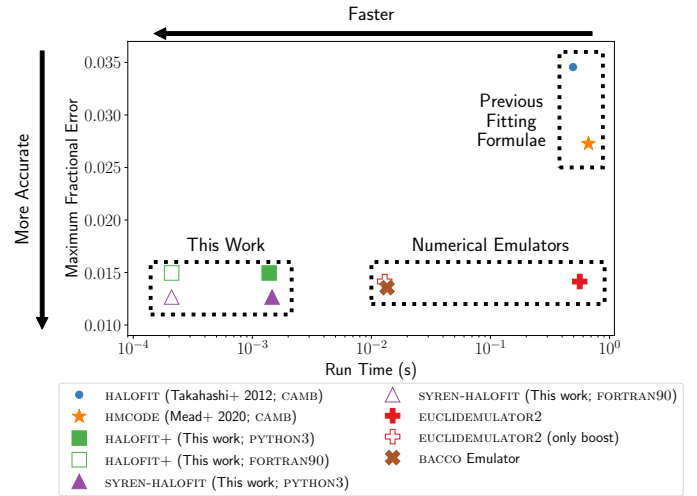 Faster
More Accurate
Maximum Fractional Error
0.035
0.030
0.025
0.020
0.015
0.010
Previous
Fitting
Formulae
This Work
Numerical Emulators
10⁻⁴
10⁻³
10⁻²
10⁻¹
10⁰
Run Time (s)
HALOFIT (Takahashi+ 2012; CAMB)
HMCODE (Mead+ 2020; CAMB)
HALOFIT+ (This work; PYTHON3)
HALOFIT+ (This work; FORTRAN90)
SYREN-HALOFIT (This work; PYTHON3)
SYREN-HALOFIT (This work; FORTRAN90)
EUCLIDEMULATOR2
EUCLIDEMULATOR2 (only boost)
BACCO Emulator